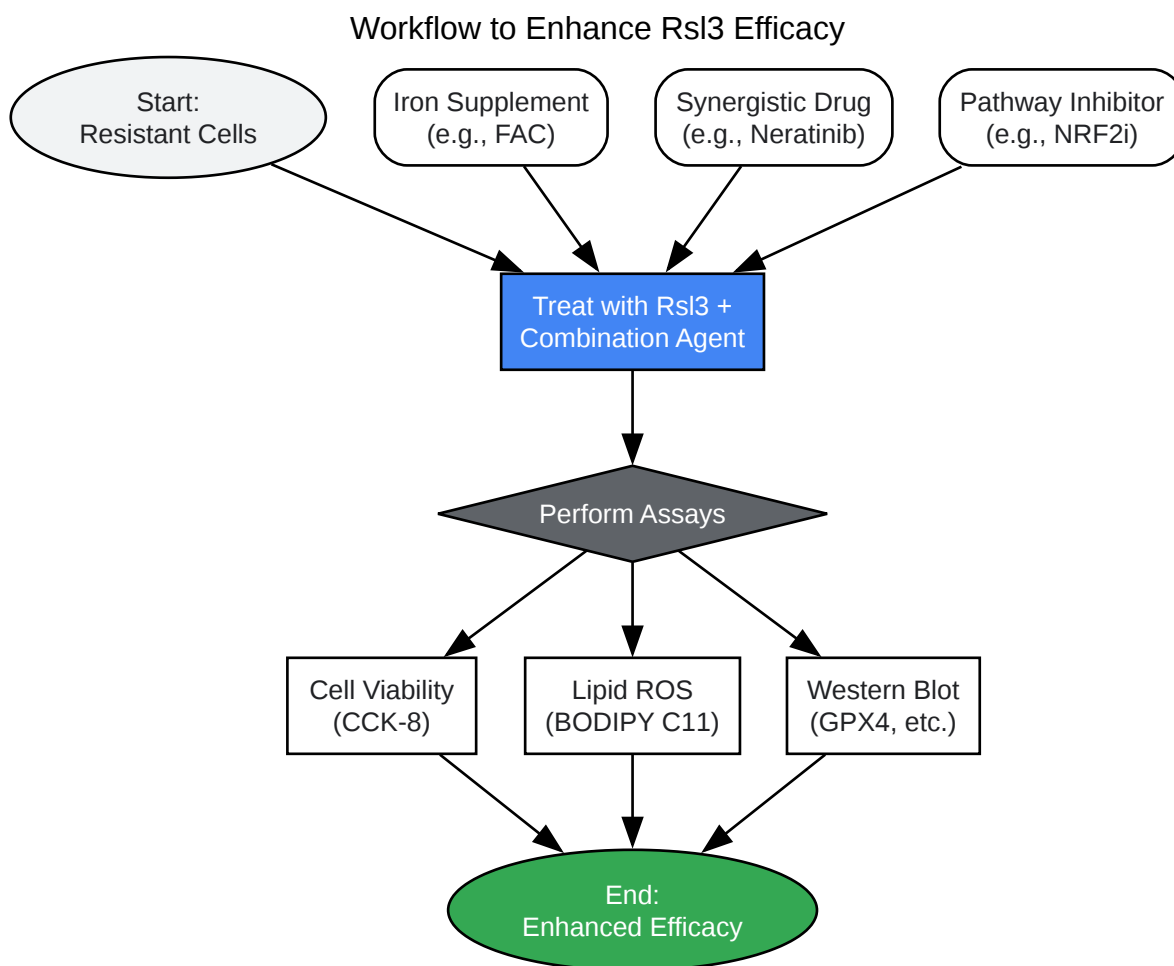 Workflow to Enhance Rsl3 Efficacy
Start:
Resistant Cells
Iron Supplement
(e.g., FAC)
Synergistic Drug
(e.g., Neratinib)
Pathway Inhibitor
(e.g., NRF2i)
Treat with Rsl3 +
Combination Agent
Perform Assays
Cell Viability
(CCK-8)
Lipid ROS
(BODIPY C11)
Western Blot
(GPX4, etc.)
End:
Enhanced Efficacy